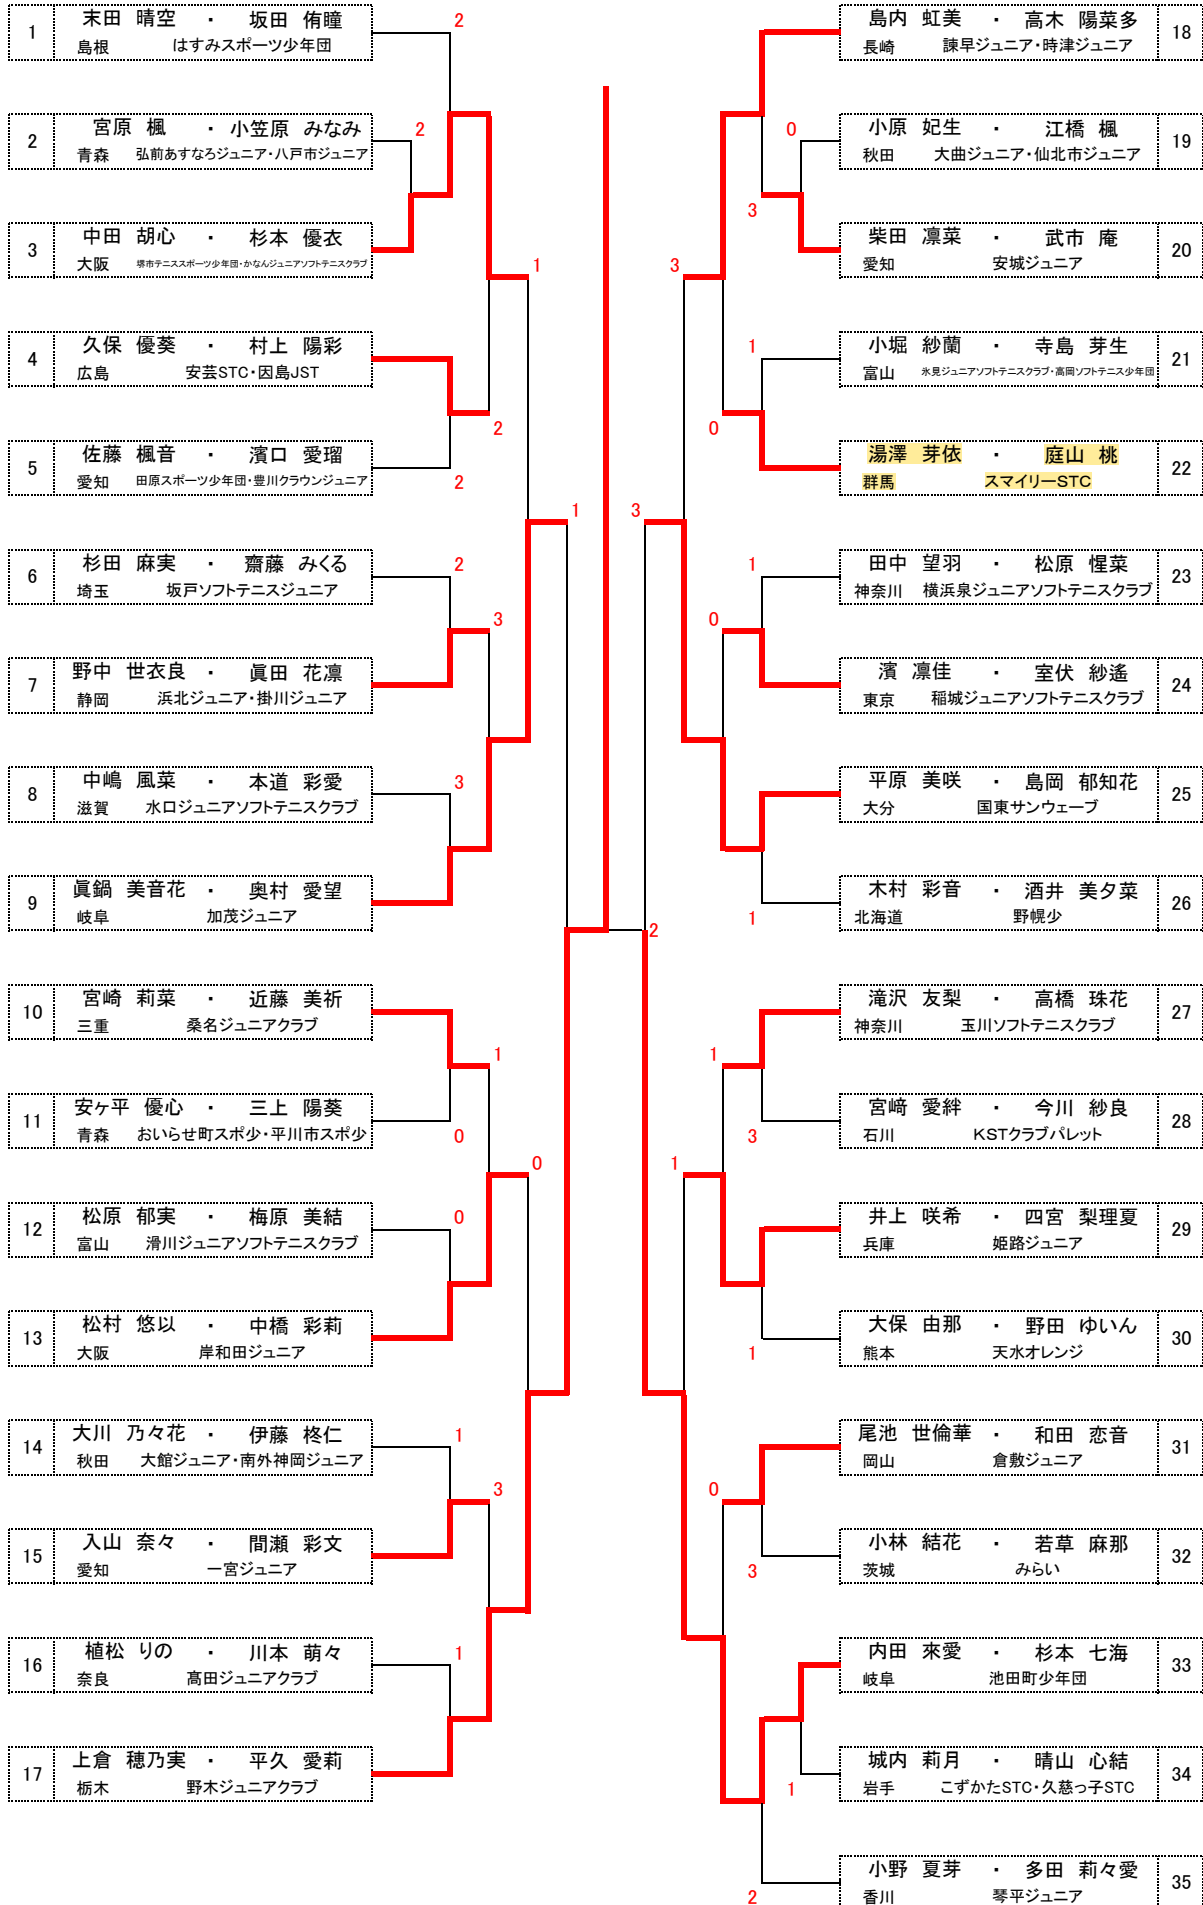 1 末田 晴空 ・ 坂田 侑瞳
島根 はすみスポーツ少年団
2
2 宮原 楓 ・ 小笠原 みなみ
青森 弘前あすなろジュニア・八戸市ジュニア
2
3 中田 胡心 ・ 杉本 優衣
大阪 堺市テニススポーツ少年団・かなんジュニアソフトテニスクラブ
1
4 久保 優葵 ・ 村上 陽彩
広島 安芸STC・因島JST
2
5 佐藤 楓音 ・ 濱口 愛瑠
愛知 田原スポーツ少年団・豊川クラウンジュニア
2
1
6 杉田 麻実 ・ 齋藤 みくる
埼玉 坂戸ソフトテニスジュニア
2
3
7 野中 世衣良 ・ 眞田 花凛
静岡 浜北ジュニア・掛川ジュニア
8 中嶋 風菜 ・ 本道 彩愛
滋賀 水口ジュニアソフトテニスクラブ
3
9 眞鍋 美音花 ・ 奥村 愛望
岐阜 加茂ジュニア
10 宮崎 莉菜 ・ 近藤 美祈
三重 桑名ジュニアクラブ
1
11 安ヶ平 優心 ・ 三上 陽葵
青森 おいらせ町スポ少・平川市スポ少
0
0
12 松原 郁実 ・ 梅原 美結
富山 滑川ジュニアソフトテニスクラブ
0
13 松村 悠以 ・ 中橋 彩莉
大阪 岸和田ジュニア
14 大川 乃々花 ・ 伊藤 柊仁
秋田 大館ジュニア・南外神岡ジュニア
1
3
15 入山 奈々 ・ 間瀬 彩文
愛知 一宮ジュニア
16 植松 りの ・ 川本 萌々
奈良 髙田ジュニアクラブ
1
17 上倉 穂乃実 ・ 平久 愛莉
栃木 野木ジュニアクラブ
島内 虹美 ・ 高木 陽菜多 18
長崎 諫早ジュニア・時津ジュニア
0
小原 妃生 ・ 江橋 楓 19
秋田 大曲ジュニア・仙北市ジュニア
3
柴田 凛菜 ・ 武市 庵 20
愛知 安城ジュニア
3
小堀 紗蘭 ・ 寺島 芽生 21
富山 氷見ジュニアソフトテニスクラブ・高岡ソフトテニス少年団
1
0
湯澤 芽依 ・ 庭山 桃 22
群馬 スマイリーSTC
3
田中 望羽 ・ 松原 惺菜 23
神奈川 横浜泉ジュニアソフトテニスクラブ
1
0
濱 凛佳 ・ 室伏 紗遙 24
東京 稲城ジュニアソフトテニスクラブ
平原 美咲 ・ 島岡 郁知花 25
大分 国東サンウェーブ
木村 彩音 ・ 酒井 美夕菜 26
北海道 野幌少
1
2
滝沢 友梨 ・ 高橋 珠花 27
神奈川 玉川ソフトテニスクラブ
1
宮﨑 愛絆 ・ 今川 紗良 28
石川 KSTクラブパレット
3
1
井上 咲希 ・ 四宮 梨理夏 29
兵庫 姫路ジュニア
大保 由那 ・ 野田 ゆいん 30
熊本 天水オレンジ
1
尾池 世倫華 ・ 和田 恋音 31
岡山 倉敷ジュニア
0
小林 結花 ・ 若草 麻那 32
茨城 みらい
3
内田 來愛 ・ 杉本 七海 33
岐阜 池田町少年団
城内 莉月 ・ 晴山 心結 34
岩手 こずかたSTC・久慈っ子STC
1
小野 夏芽 ・ 多田 莉々愛 35
香川 琴平ジュニア
2